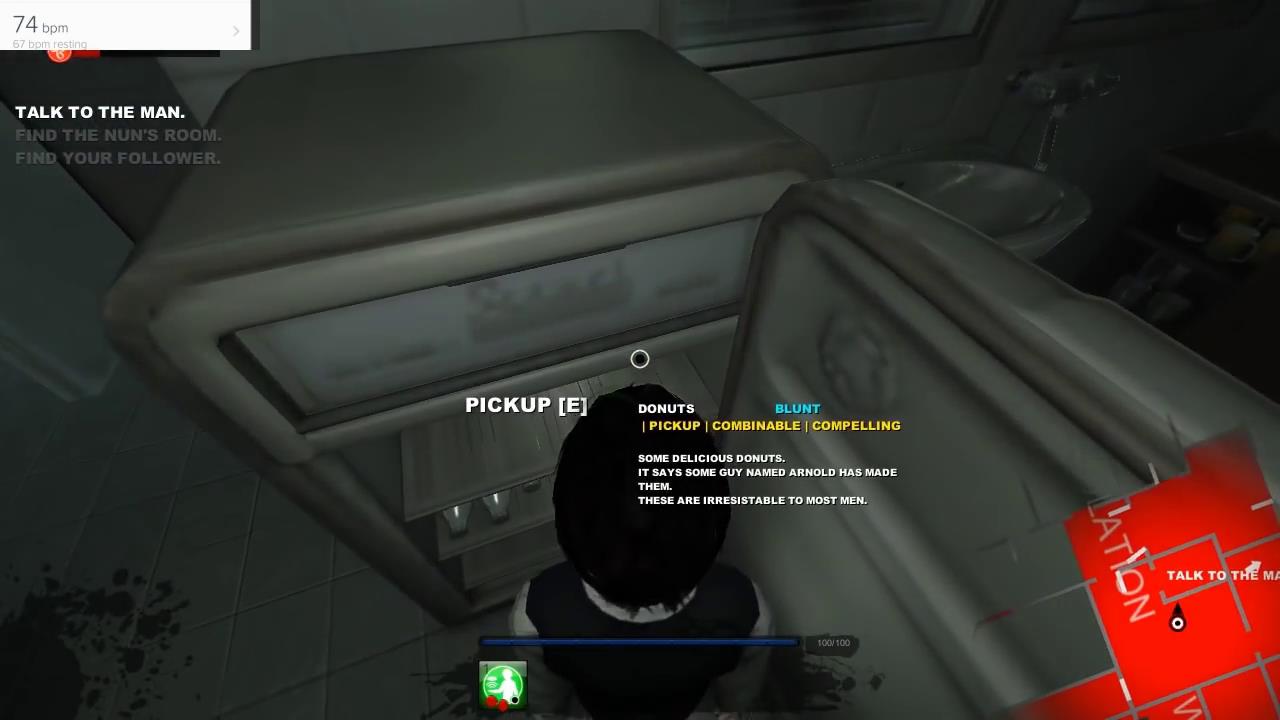 74 bpm
67 bpm resting
TALK TO THE MAN.
FIND THE NUN'S ROOM.
FIND YOUR FOLLOWER.
PICKUP [E]
DONUTS BLUNT
| PICKUP | COMBINABLE | COMPELLING
SOME DELICIOUS DONUTS.
IT SAYS SOME GUY NAMED ARNOLD HAS MADE
THEM.
THESE ARE IRRESISTABLE TO MOST MEN.
TALK TO THE MA
100/100